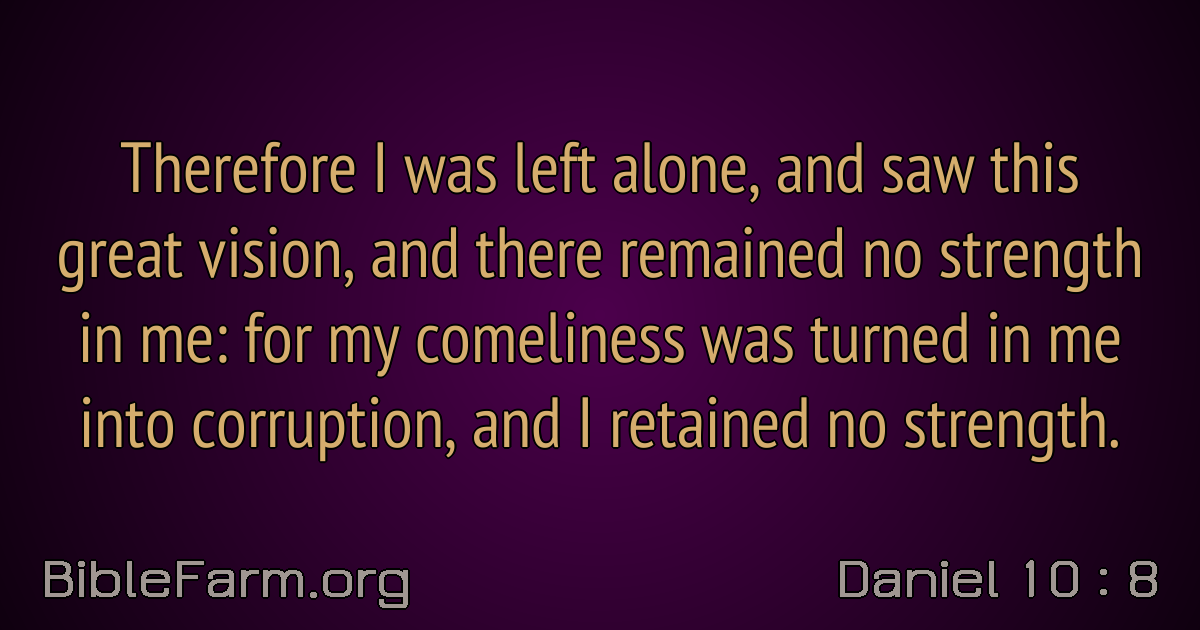 Therefore I was left alone, and saw this
great vision, and there remained no strength
in me: for my comeliness was turned in me
into corruption, and I retained no strength.
BibleFarm.org
Daniel 10 : 8